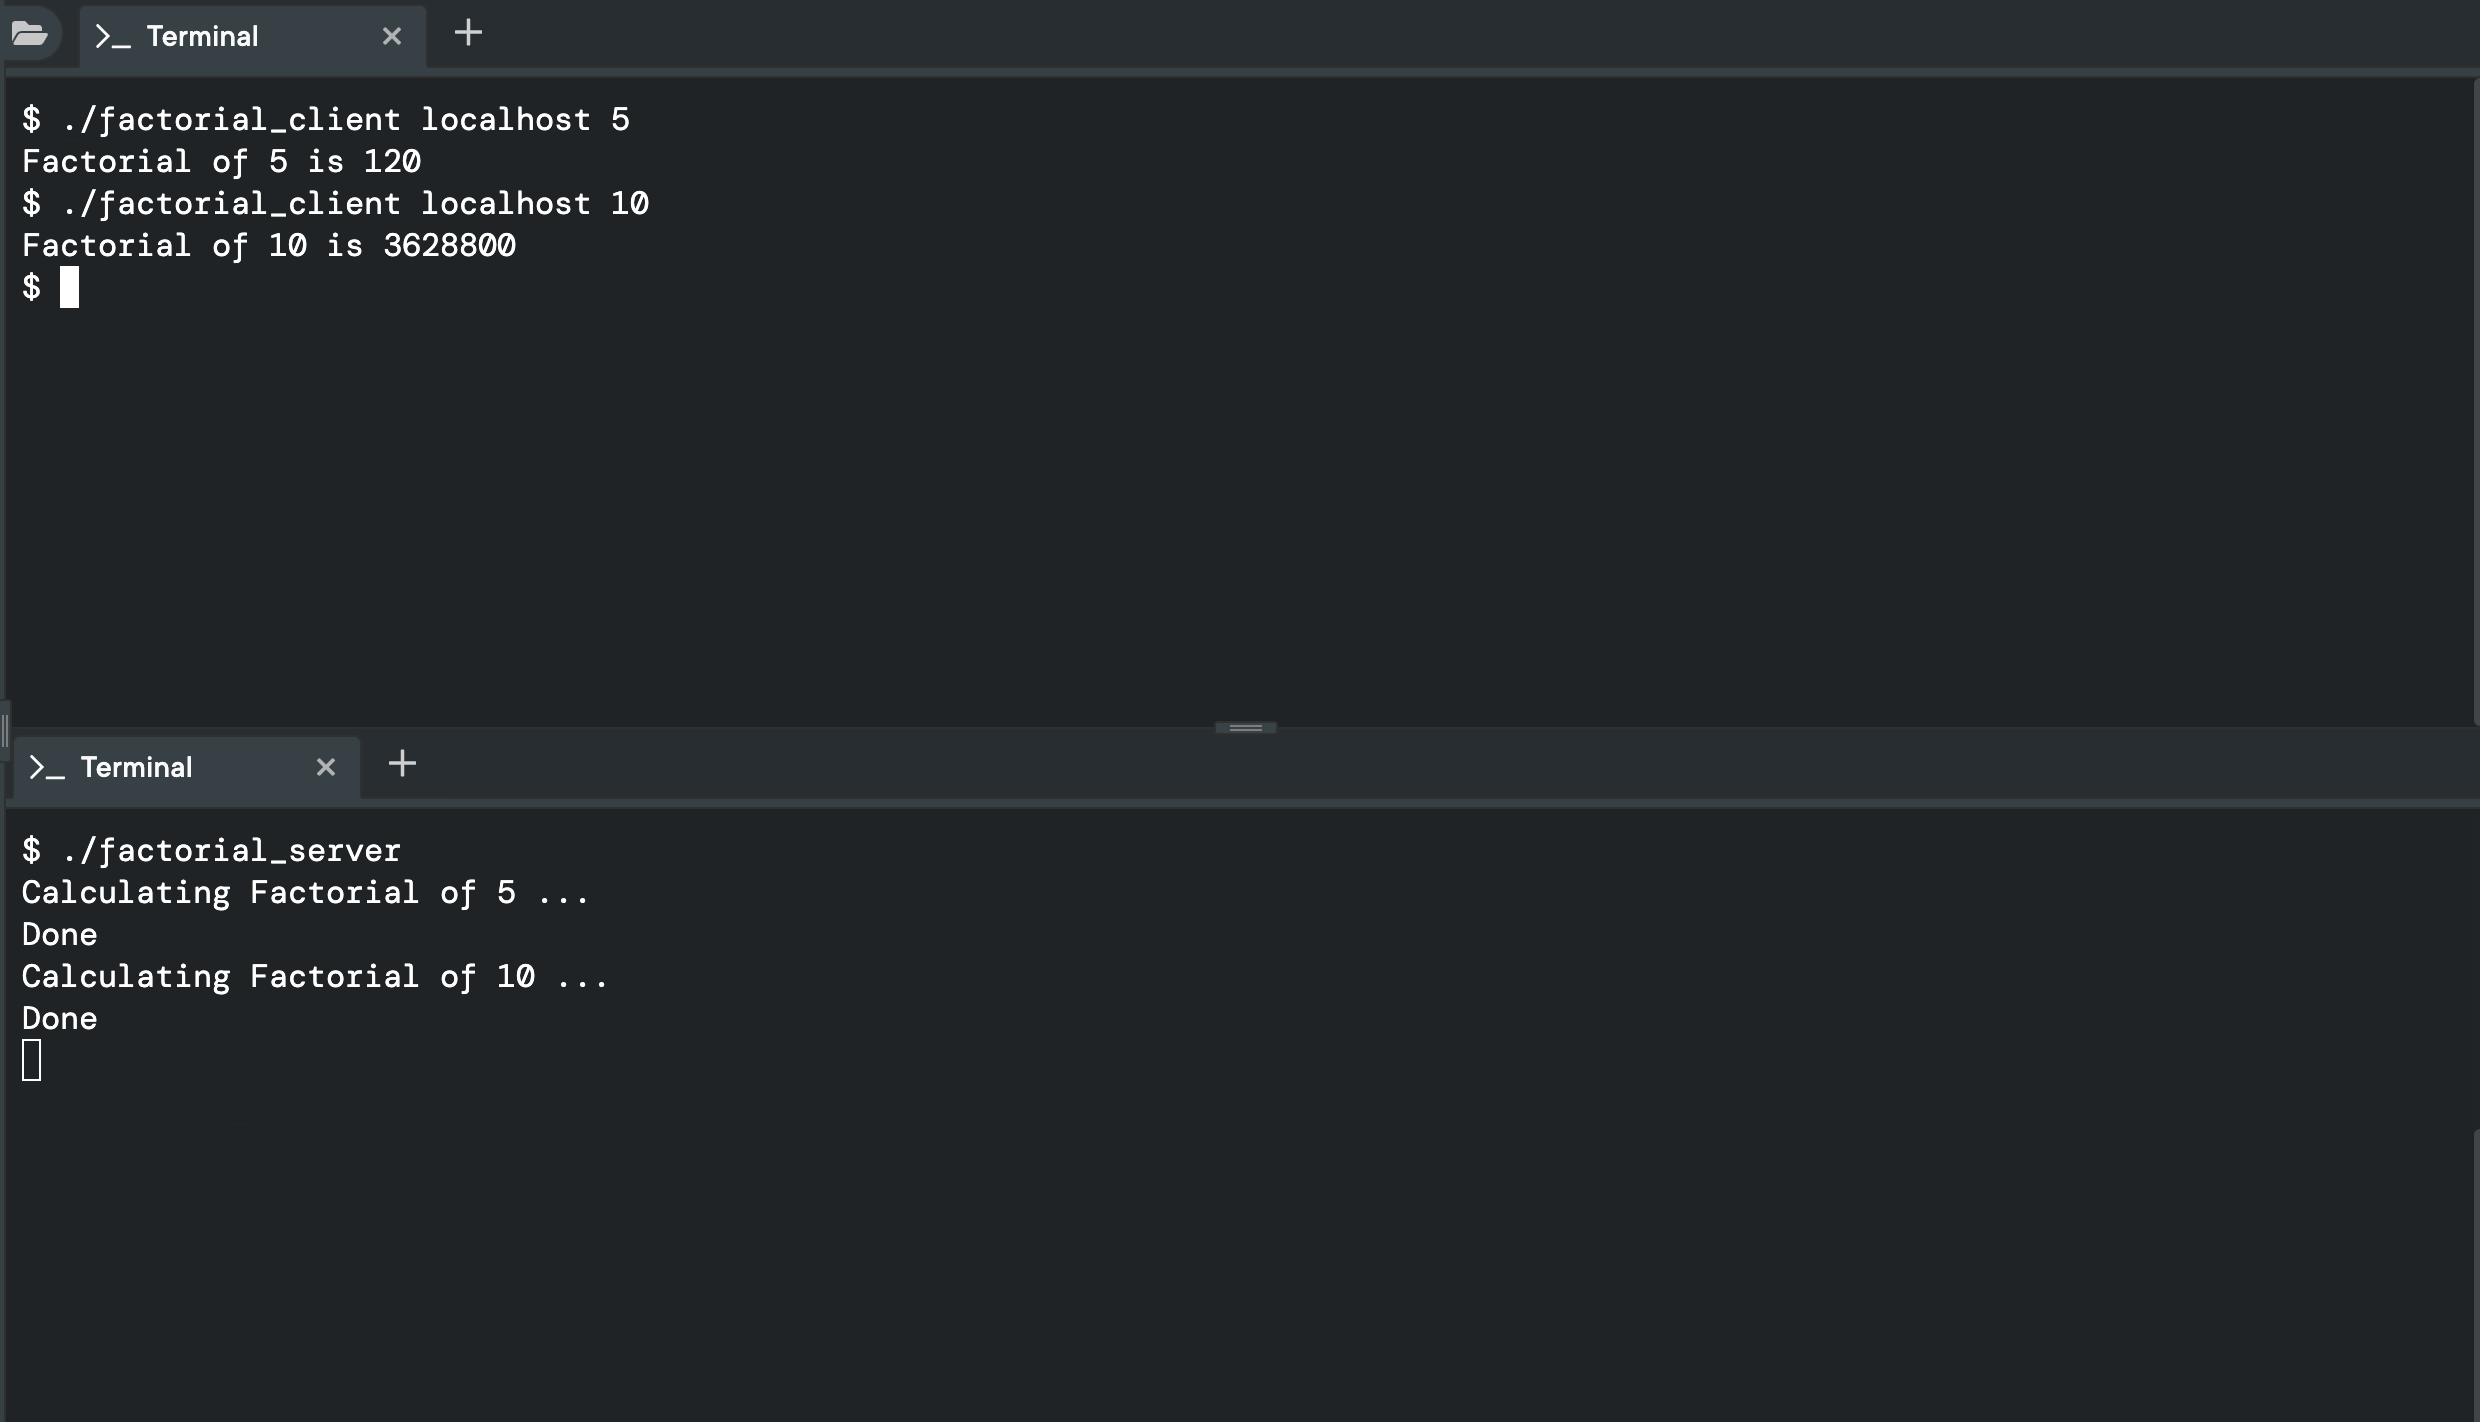 >_ Terminal × +
$ ./factorial_client localhost 5
Factorial of 5 is 120
$ ./factorial_client localhost 10
Factorial of 10 is 3628800
$
>_ Terminal × +
$ ./factorial_server
Calculating Factorial of 5 ...
Done
Calculating Factorial of 10 ...
Done